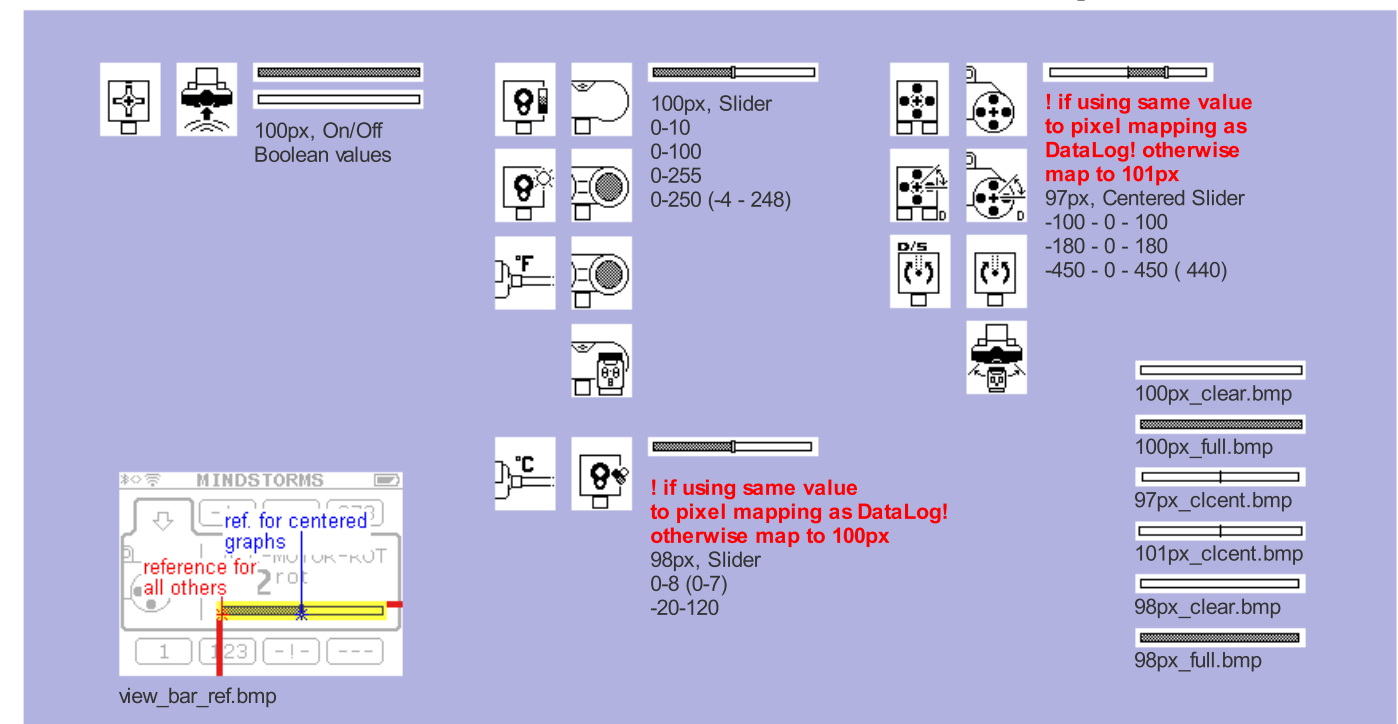 100px, On/Off
Boolean values
100px, Slider
0-10
0-100
0-255
0-250 (-4 - 248)
! if using same value
to pixel mapping as
DataLog! otherwise
map to 101px
97px, Centered Slider
-100 - 0 - 100
-180 - 0 - 180
-450 - 0 - 450 ( 440)
D
D
°F
D/S
°C
! if using same value
to pixel mapping as DataLog!
otherwise map to 100px
98px, Slider
0-8 (0-7)
-20-120
100px_clear.bmp
100px_full.bmp
97px_clcent.bmp
101px_clcent.bmp
98px_clear.bmp
98px_full.bmp
MINDSTORMS
ref. for centered
graphs
-MOTOR-ROT
reference for
all others
2 rot
1
123
-!-
---
view_bar_ref.bmp